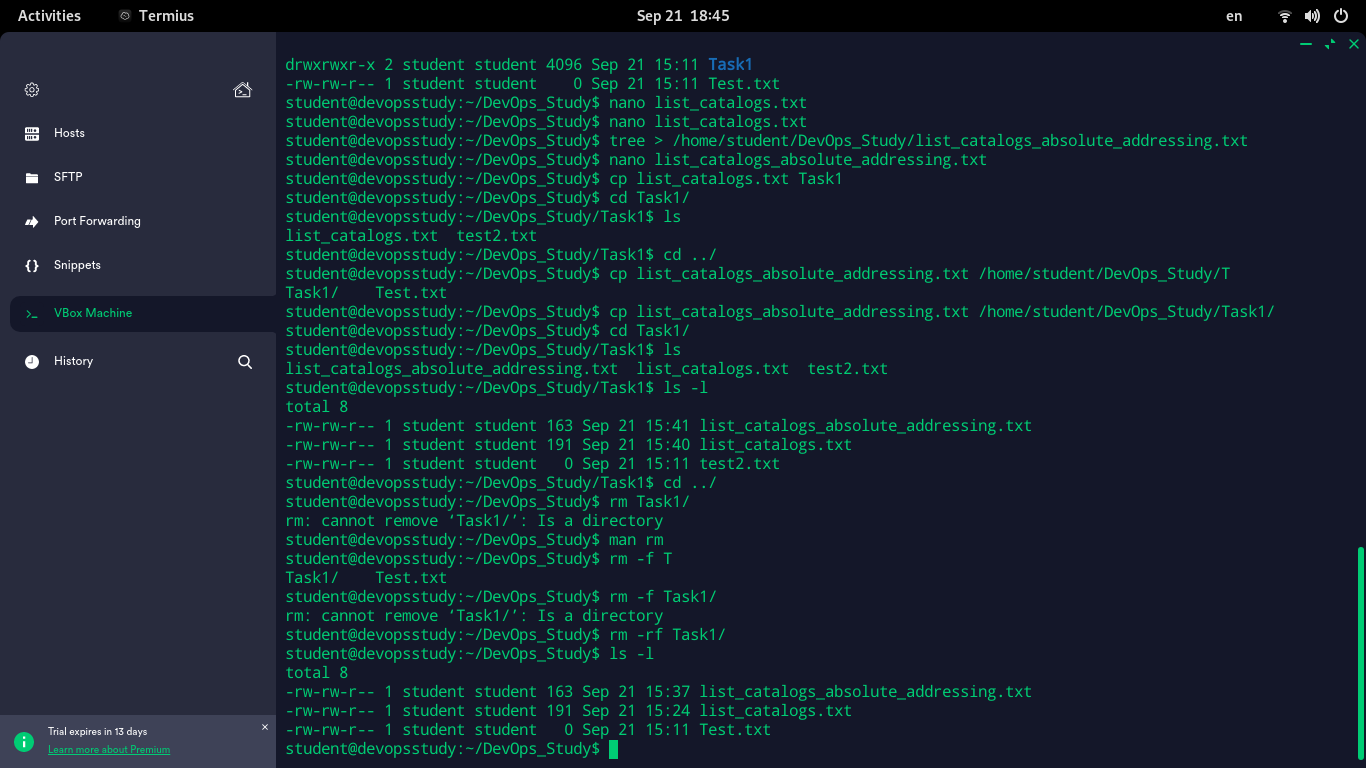 Activities
Termius
Sep 21 18:45
en
Hosts
SFTP
Port Forwarding
{} Snippets
>_ VBox Machine
History
Trial expires in 13 days
Learn more about Premium
drwxrwxr-x 2 student student 4096 Sep 21 15:11 Task1
-rw-rw-r-- 1 student student    0 Sep 21 15:11 Test.txt
student@devopsstudy:~/DevOps_Study$ nano list_catalogs.txt
student@devopsstudy:~/DevOps_Study$ nano list_catalogs.txt
student@devopsstudy:~/DevOps_Study$ tree > /home/student/DevOps_Study/list_catalogs_absolute_addressing.txt
student@devopsstudy:~/DevOps_Study$ nano list_catalogs_absolute_addressing.txt
student@devopsstudy:~/DevOps_Study$ cp list_catalogs.txt Task1
student@devopsstudy:~/DevOps_Study$ cd Task1/
student@devopsstudy:~/DevOps_Study/Task1$ ls
list_catalogs.txt  test2.txt
student@devopsstudy:~/DevOps_Study/Task1$ cd ../
student@devopsstudy:~/DevOps_Study$ cp list_catalogs_absolute_addressing.txt /home/student/DevOps_Study/T
Task1/    Test.txt
student@devopsstudy:~/DevOps_Study$ cp list_catalogs_absolute_addressing.txt /home/student/DevOps_Study/Task1/
student@devopsstudy:~/DevOps_Study$ cd Task1/
student@devopsstudy:~/DevOps_Study/Task1$ ls
list_catalogs_absolute_addressing.txt  list_catalogs.txt  test2.txt
student@devopsstudy:~/DevOps_Study/Task1$ ls -l
total 8
-rw-rw-r-- 1 student student 163 Sep 21 15:41 list_catalogs_absolute_addressing.txt
-rw-rw-r-- 1 student student 191 Sep 21 15:40 list_catalogs.txt
-rw-rw-r-- 1 student student   0 Sep 21 15:11 test2.txt
student@devopsstudy:~/DevOps_Study/Task1$ cd ../
student@devopsstudy:~/DevOps_Study$ rm Task1/
rm: cannot remove ‘Task1/’: Is a directory
student@devopsstudy:~/DevOps_Study$ man rm
student@devopsstudy:~/DevOps_Study$ rm -f T
Task1/    Test.txt
student@devopsstudy:~/DevOps_Study$ rm -f Task1/
rm: cannot remove ‘Task1/’: Is a directory
student@devopsstudy:~/DevOps_Study$ rm -rf Task1/
student@devopsstudy:~/DevOps_Study$ ls -l
total 8
-rw-rw-r-- 1 student student 163 Sep 21 15:37 list_catalogs_absolute_addressing.txt
-rw-rw-r-- 1 student student 191 Sep 21 15:24 list_catalogs.txt
-rw-rw-r-- 1 student student   0 Sep 21 15:11 Test.txt
student@devopsstudy:~/DevOps_Study$